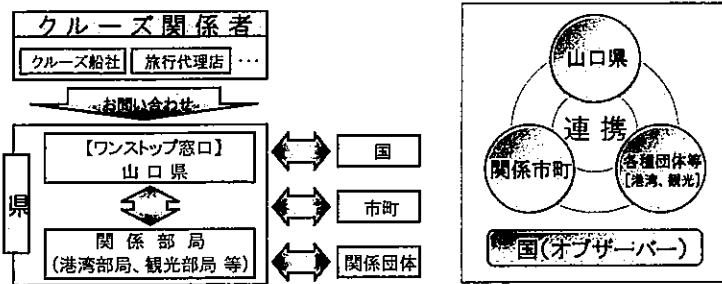 クルーズ関係者
クルーズ船社 旅行代理店 …
お問い合わせ
県
【ワンストップ窓口】
山口県
関係部局
(港湾部局、観光部局 等)
国
市町
関係団体
山口県
連携
関係市町
各種団体等
[港湾、観光]
国(オブザーバー)